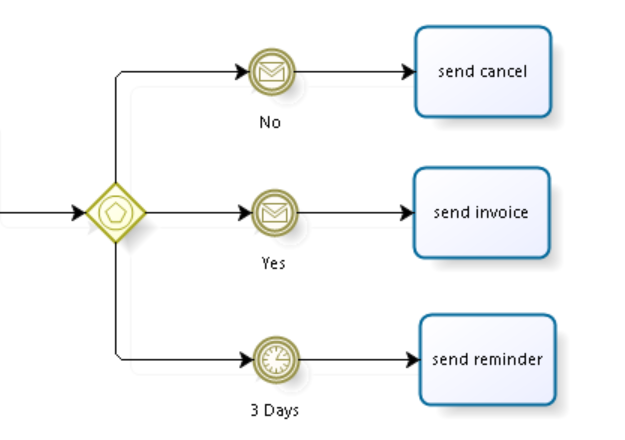 send cancel
No
send invoice
Yes
send reminder
3 Days